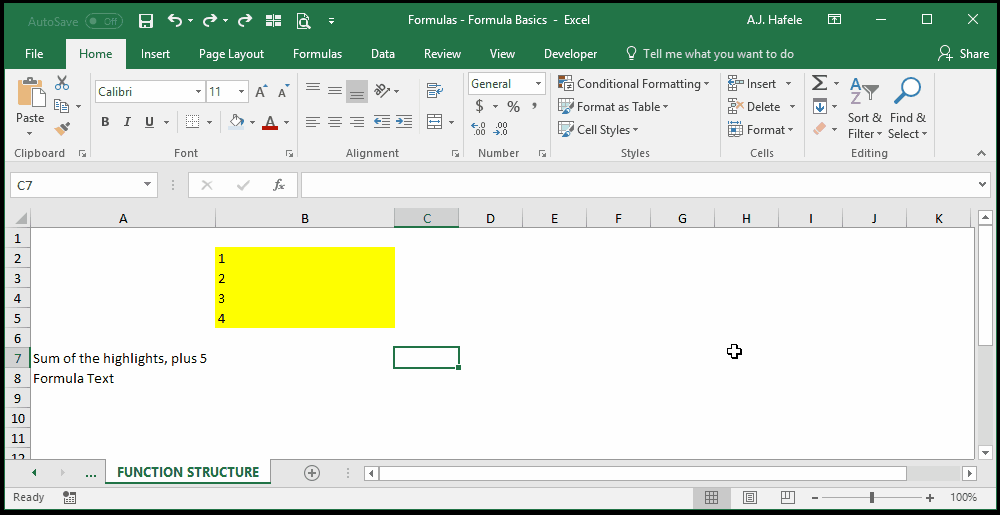 AutoSave Off Formulas - Formula Basics - Excel A.J. Hafele
File Home Insert Page Layout Formulas Data Review View Developer Tell me what you want to do Share
Paste Calibri 11 General Conditional Formatting Insert Sort & Find &
B I U A $ % , Format as Table Delete Filter Select
Cell Styles Format
Clipboard Font Alignment Number Styles Cells Editing
C7 fx
A B C D E F G H I J K
1
2 1
3 2
4 3
5 4
6
7 Sum of the highlights, plus 5
8 Formula Text
9
10
11
12
... FUNCTION STRUCTURE
Ready 100%